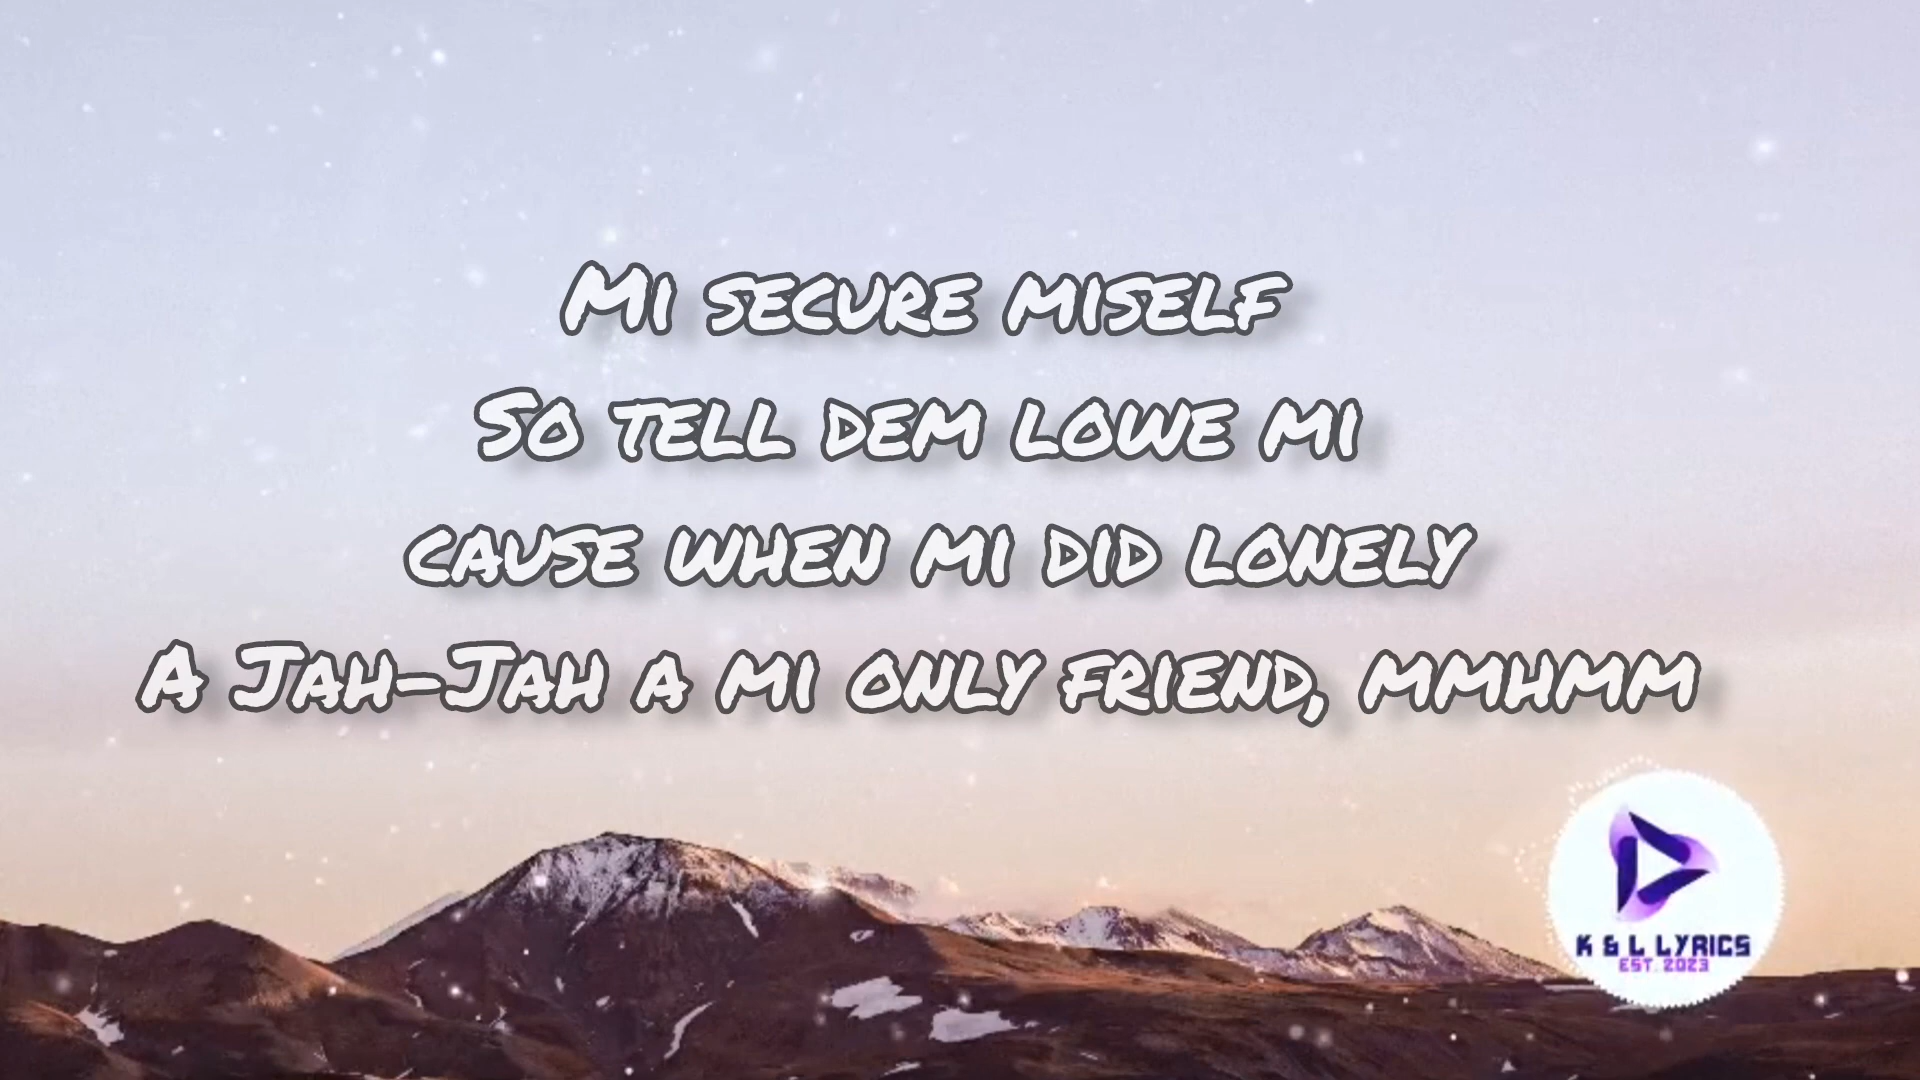 Mi secure miself
So tell dem lowe mi
cause when mi did lonely
A Jah-Jah a mi only friend, mmhmm
K & L LYRICS
EST. 2023